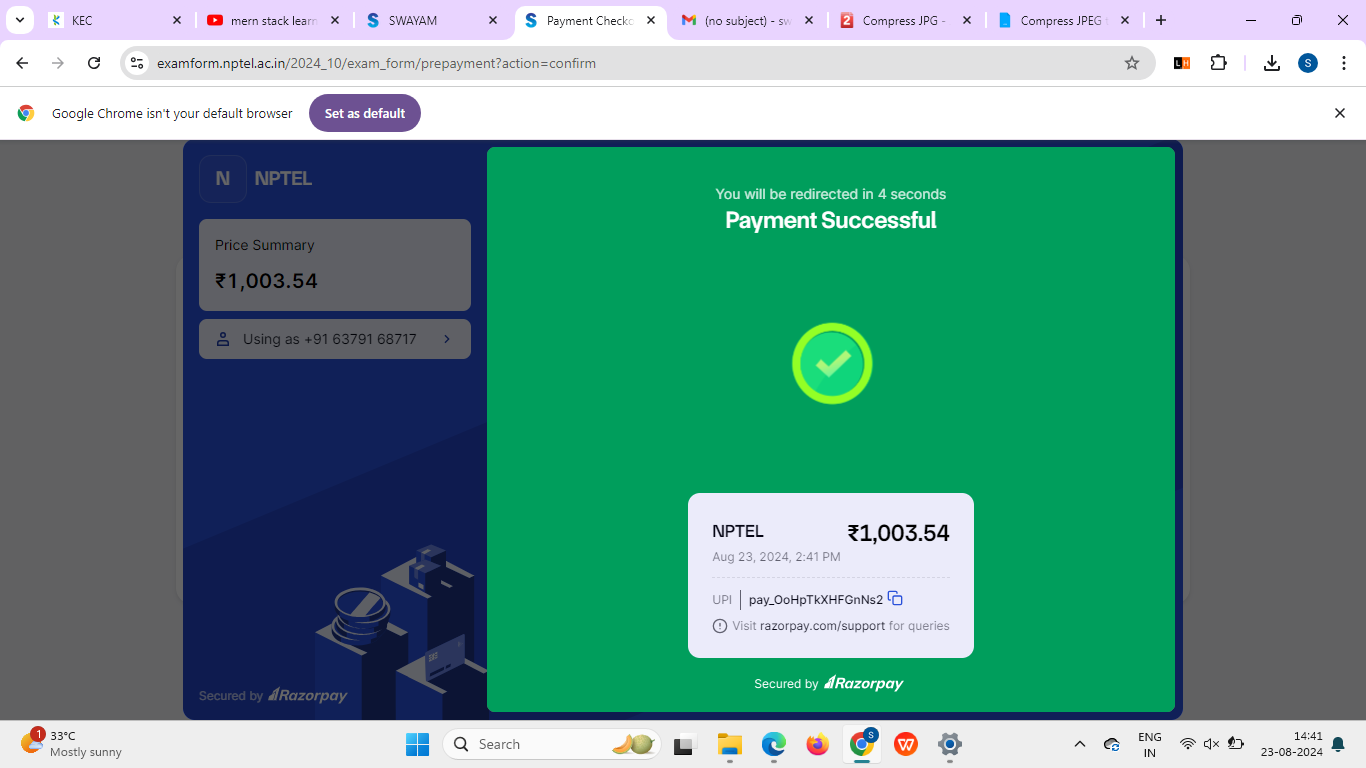 KEC
mern stack learn
SWAYAM
Payment Checko
(no subject) - sw
2
Compress JPG -
Compress JPEG t
examform.nptel.ac.in/2024_10/exam_form/prepayment?action=confirm
L H
S
Google Chrome isn't your default browser
Set as default
N
NPTEL
Price Summary
₹1,003.54
Using as +91 63791 68717
Secured by Razorpay
You will be redirected in 4 seconds
Payment Successful
NPTEL
₹1,003.54
Aug 23, 2024, 2:41 PM
UPI
pay_OoHpTkXHFGnNs2
Visit razorpay.com/support for queries
Secured by Razorpay
1
33°C
Mostly sunny
Search
S
W
ENG
IN
14:41
23-08-2024